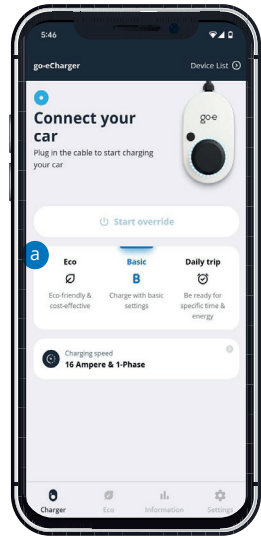 5:46
go-eCharger Device List
Connect your
car
Plug in the cable to start charging
your car
go-e
Start override
a
Eco Basic Daily trip
B
Eco-friendly & Charge with basic Be ready for
cost-effective settings specific time &
energy
Charging speed
16 Ampere & 1-Phase
Charger Eco Information Settings